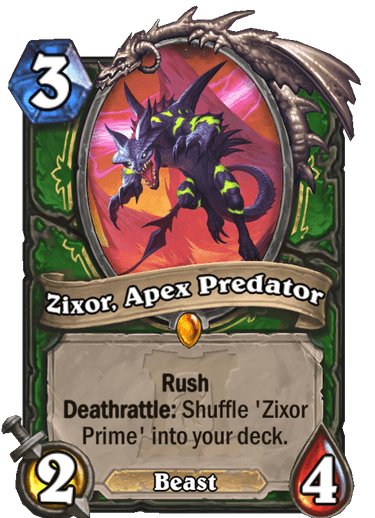 3
Zixor, Apex Predator
Rush
Deathrattle: Shuffle 'Zixor
Prime' into your deck.
2
Beast
4